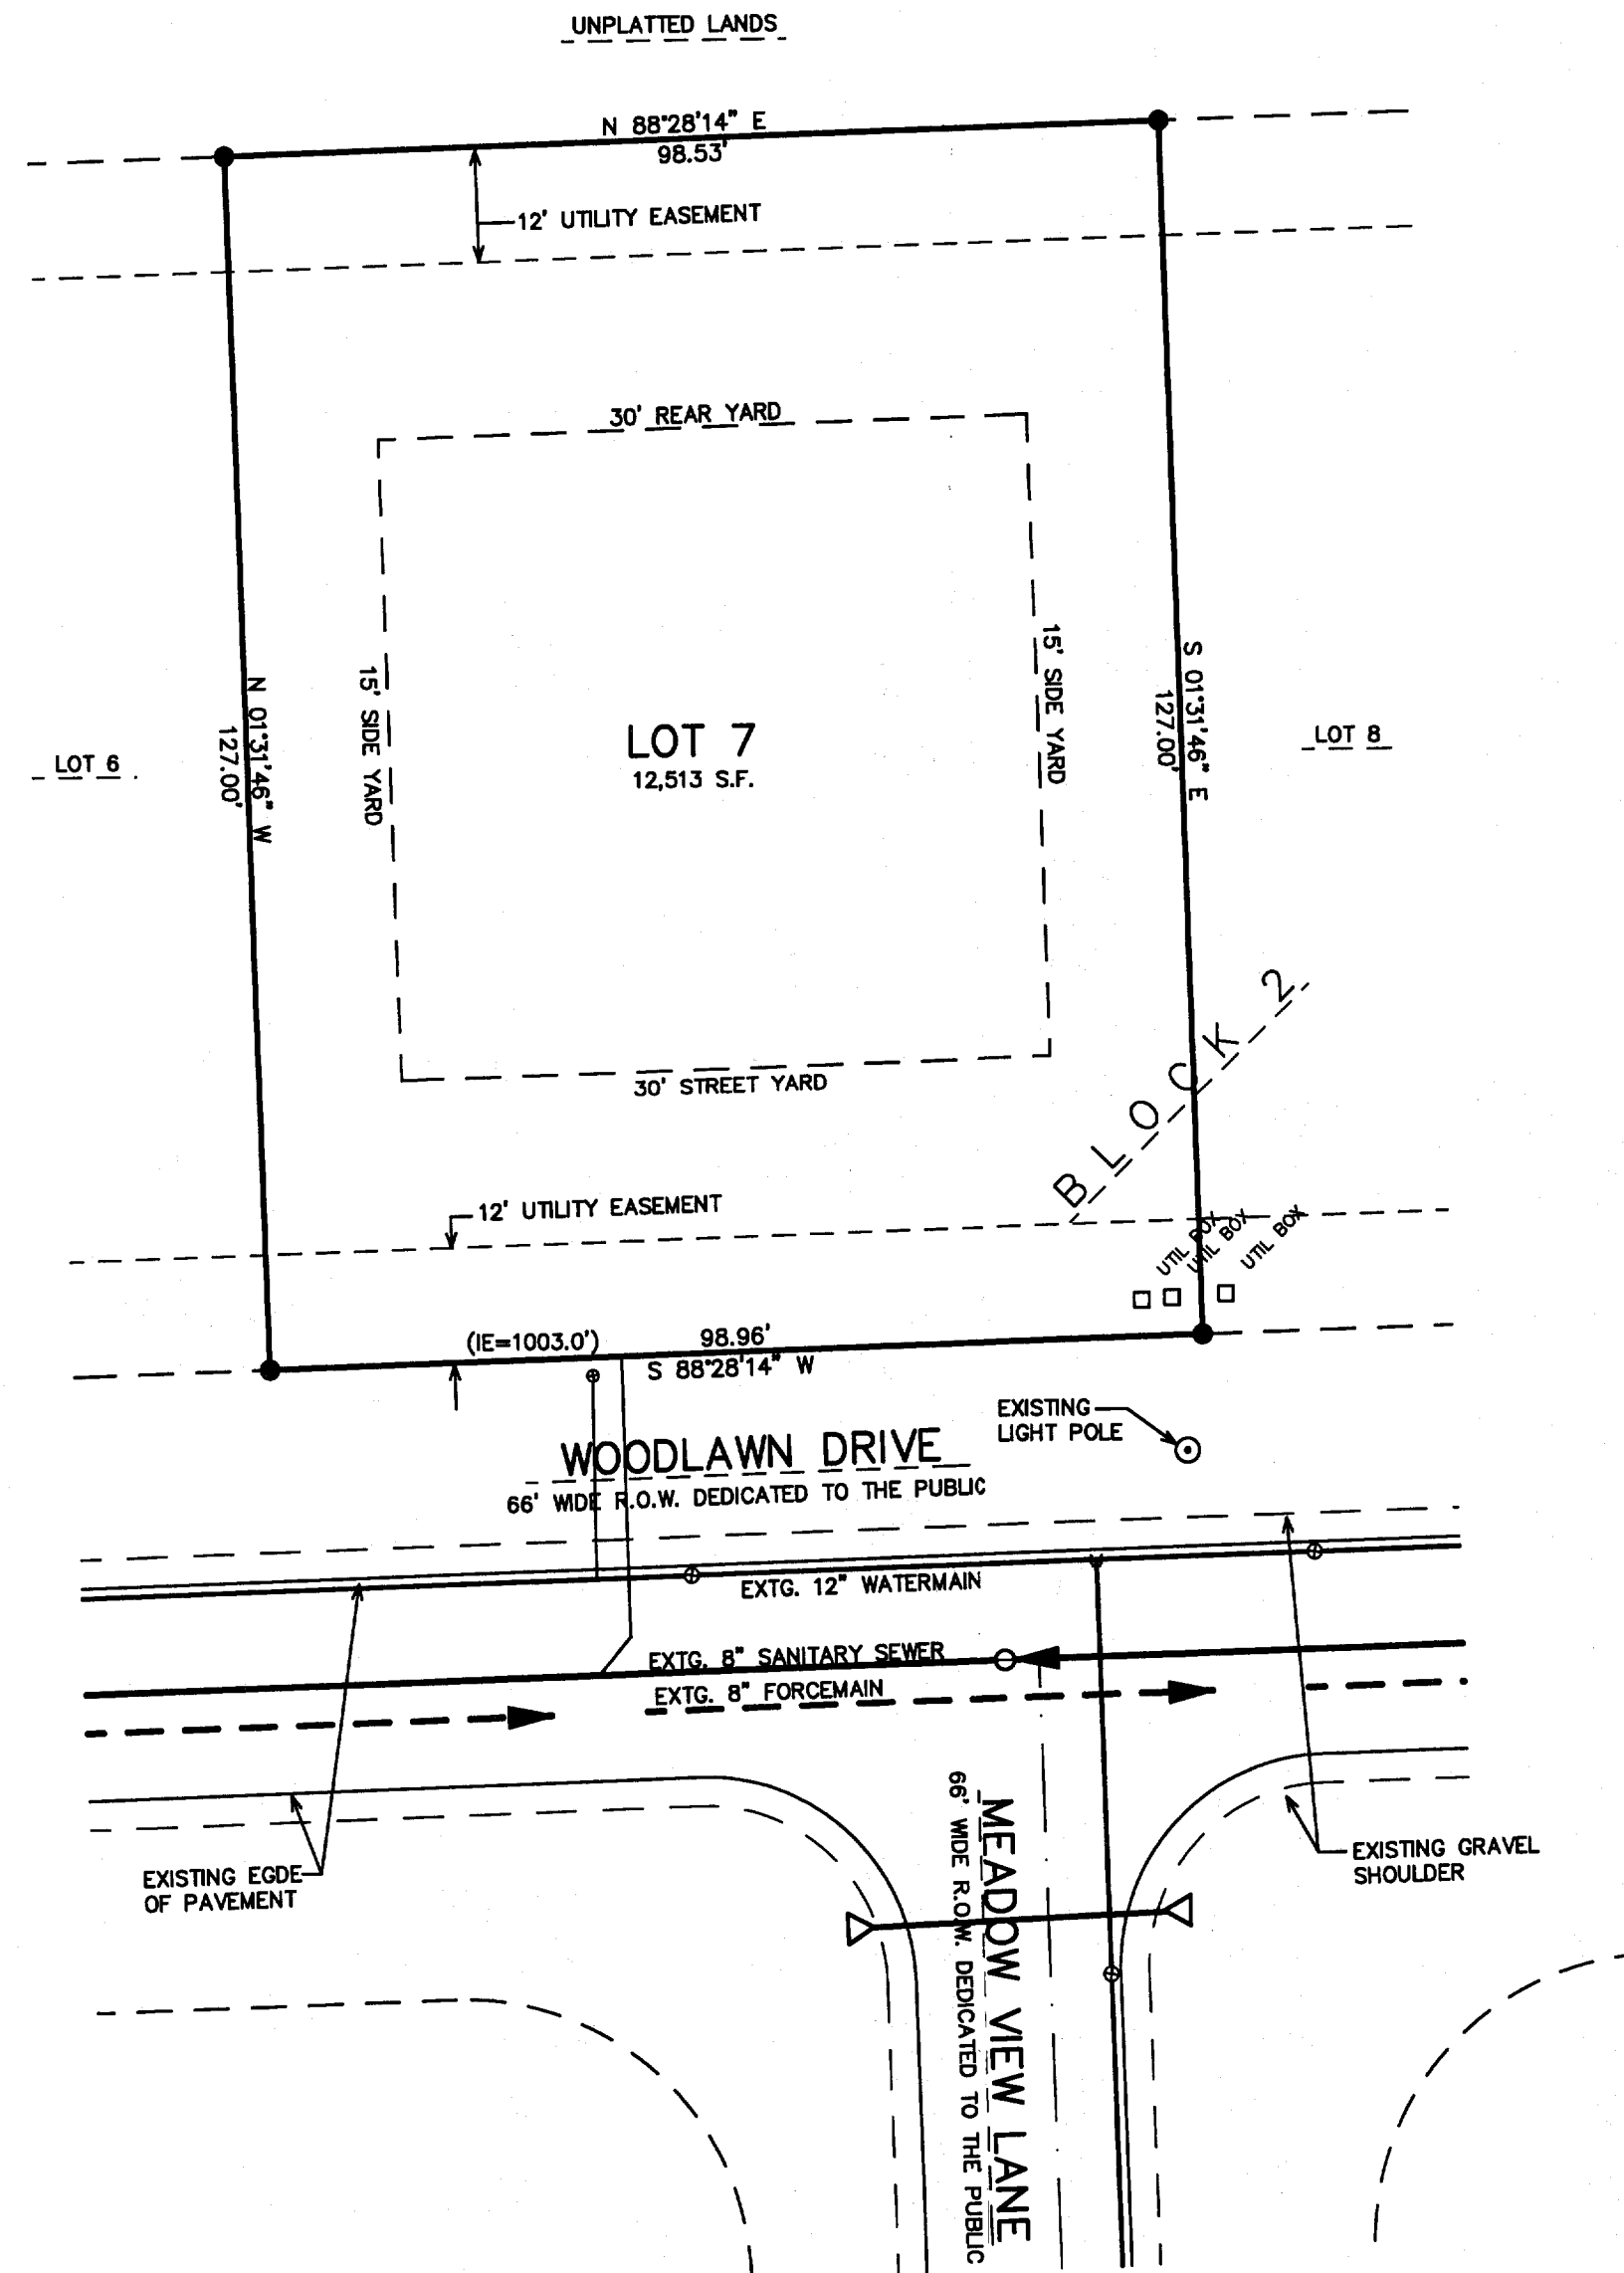 UNPLATTED LANDS
N 88°28'14" E
98.53'
12' UTILITY EASEMENT
30' REAR YARD
15' SIDE YARD
N 01°31'46" W
127.00'
15' SIDE YARD
S 01°31'46" E
127.00'
LOT 6
LOT 7
12,513 S.F.
LOT 8
30' STREET YARD
BLOCK 2
12' UTILITY EASEMENT
UTIL BOX
UTIL BOX
UTIL BOX
(IE=1003.0')
98.96'
S 88°28'14" W
EXISTING
LIGHT POLE
WOODLAWN DRIVE
66' WIDE R.O.W. DEDICATED TO THE PUBLIC
EXTG. 12" WATERMAIN
EXTG. 8" SANITARY SEWER
EXTG. 8" FORCEMAIN
EXISTING EGDE
OF PAVEMENT
MEADOW VIEW LANE
66' WIDE R.O.W. DEDICATED TO THE PUBLIC
EXISTING GRAVEL
SHOULDER